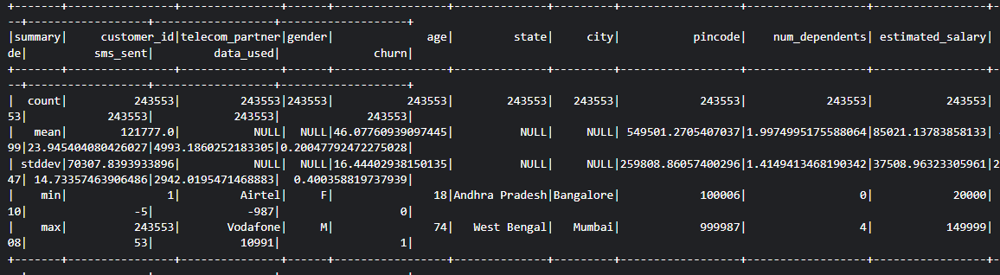 +-------+------------------+---------------+------+-----------------+--------------+---------+------------------+------------------+-----------------+-
--+------------------+------------------+-------------------+
|summary| customer_id|telecom_partner|gender| age| state| city| pincode| num_dependents| estimated_salary|
de| sms_sent| data_used| churn|
+-------+------------------+---------------+------+-----------------+--------------+---------+------------------+------------------+-----------------+-
--+------------------+------------------+-------------------+
| count| 243553| 243553|243553| 243553| 243553| 243553| 243553| 243553| 243553|
53| 243553| 243553| 243553|
| mean| 121777.0| NULL| NULL|46.07760939097445| NULL| NULL| 549501.2705407037|1.9974995175588064|85021.13783858133|
99|23.945404080426027|4993.1860252183305|0.20047792472275028|
| stddev|70307.8393933896| NULL| NULL|16.44402938150135| NULL| NULL|259808.86057400296|1.4149413468190342|37508.96323305961|2
47| 14.73357463906486|2942.0195471468883| 0.400358819737939|
| min| 1| Airtel| F| 18|Andhra Pradesh|Bangalore| 100006| 0| 20000|
10| -5| -987| 0|
| max| 243553| Vodafone| M| 74| West Bengal| Mumbai| 999987| 4| 149999|
08| 53| 10991| 1|
+-------+------------------+---------------+------+-----------------+--------------+---------+------------------+------------------+-----------------+-